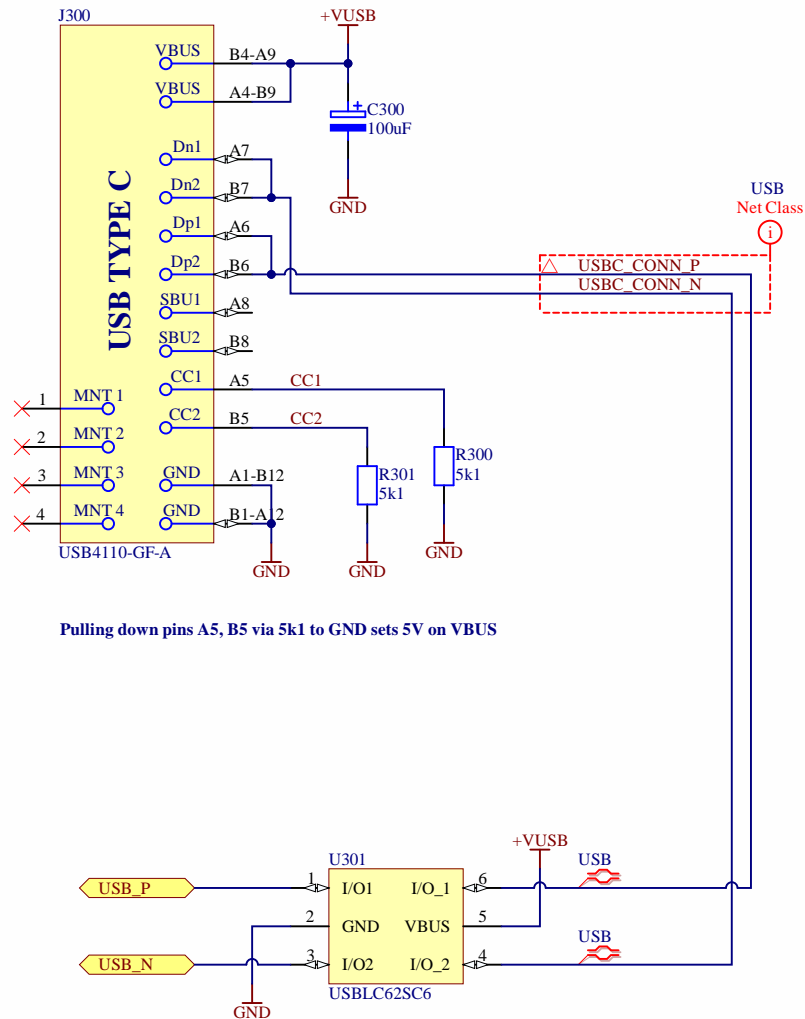 J300
+VUSB
VBUS
B4-A9
VBUS
A4-B9
+
C300
100uF
GND
Dn1
A7
Dn2
B7
Dp1
A6
Dp2
B6
SBU1
A8
SBU2
B8
CC1
A5
CC1
CC2
B5
CC2
USB TYPE C
1
MNT 1
2
MNT 2
3
MNT 3
4
MNT 4
GND
A1-B12
GND
B1-A12
R301
5k1
R300
5k1
GND
GND
GND
USB4110-GF-A
USB
Net Class
i
USBC_CONN_P
USBC_CONN_N
Pulling down pins A5, B5 via 5k1 to GND sets 5V on VBUS
+VUSB
U301
USB
USB_P
1
I/O1
I/O_1
6
2
GND
VBUS
5
USB
USB_N
3
I/O2
I/O_2
4
USBLC62SC6
GND